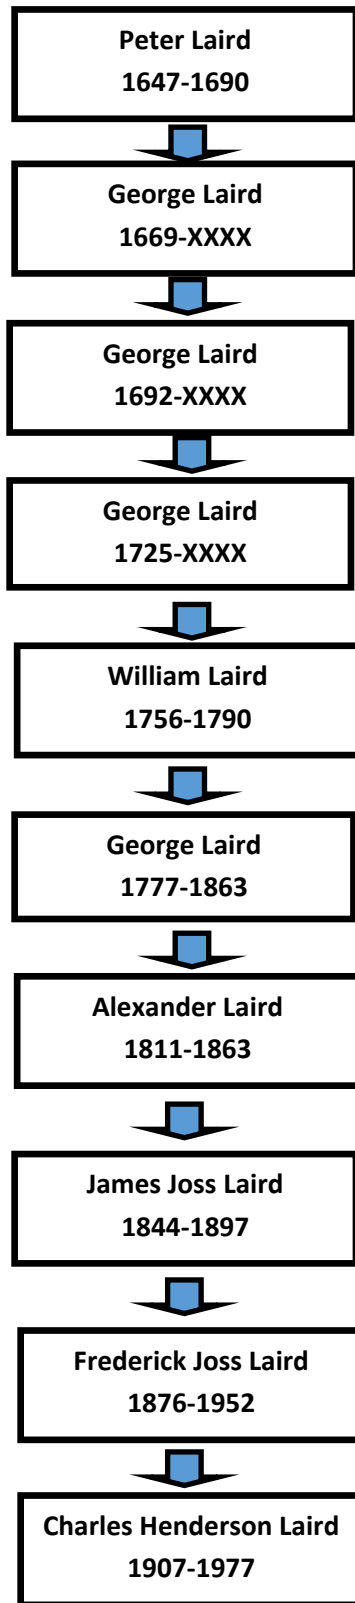 Peter Laird
1647-1690
George Laird
1669-XXXX
George Laird
1692-XXXX
George Laird
1725-XXXX
William Laird
1756-1790
George Laird
1777-1863
Alexander Laird
1811-1863
James Joss Laird
1844-1897
Frederick Joss Laird
1876-1952
Charles Henderson Laird
1907-1977